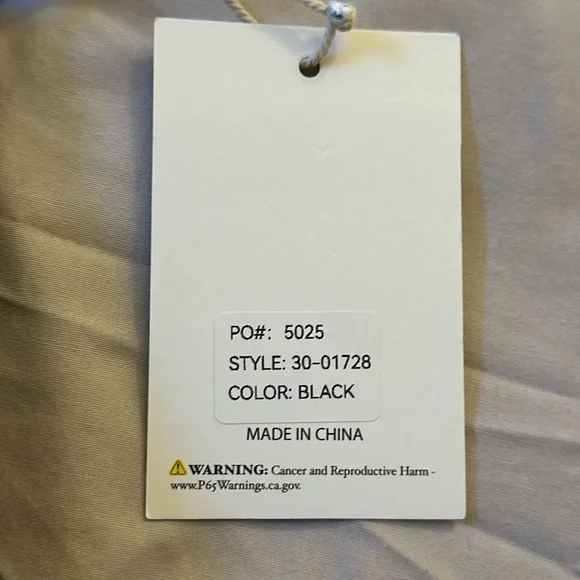 PO#: 5025
STYLE: 30-01728
COLOR: BLACK
MADE IN CHINA
⚠ WARNING: Cancer and Reproductive Harm -
www.P65Warnings.ca.gov.